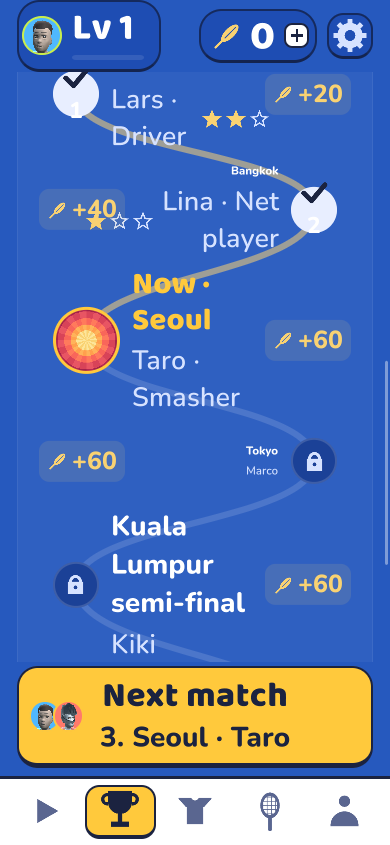 Lv 1
0
1
Lars ·
Driver
+20
Bangkok
+40
Lina · Net
player
2
Now ·
Seoul
Taro ·
Smasher
+60
+60
Tokyo
Marco
Kuala
Lumpur
semi-final
Kiki
+60
Next match
3. Seoul · Taro